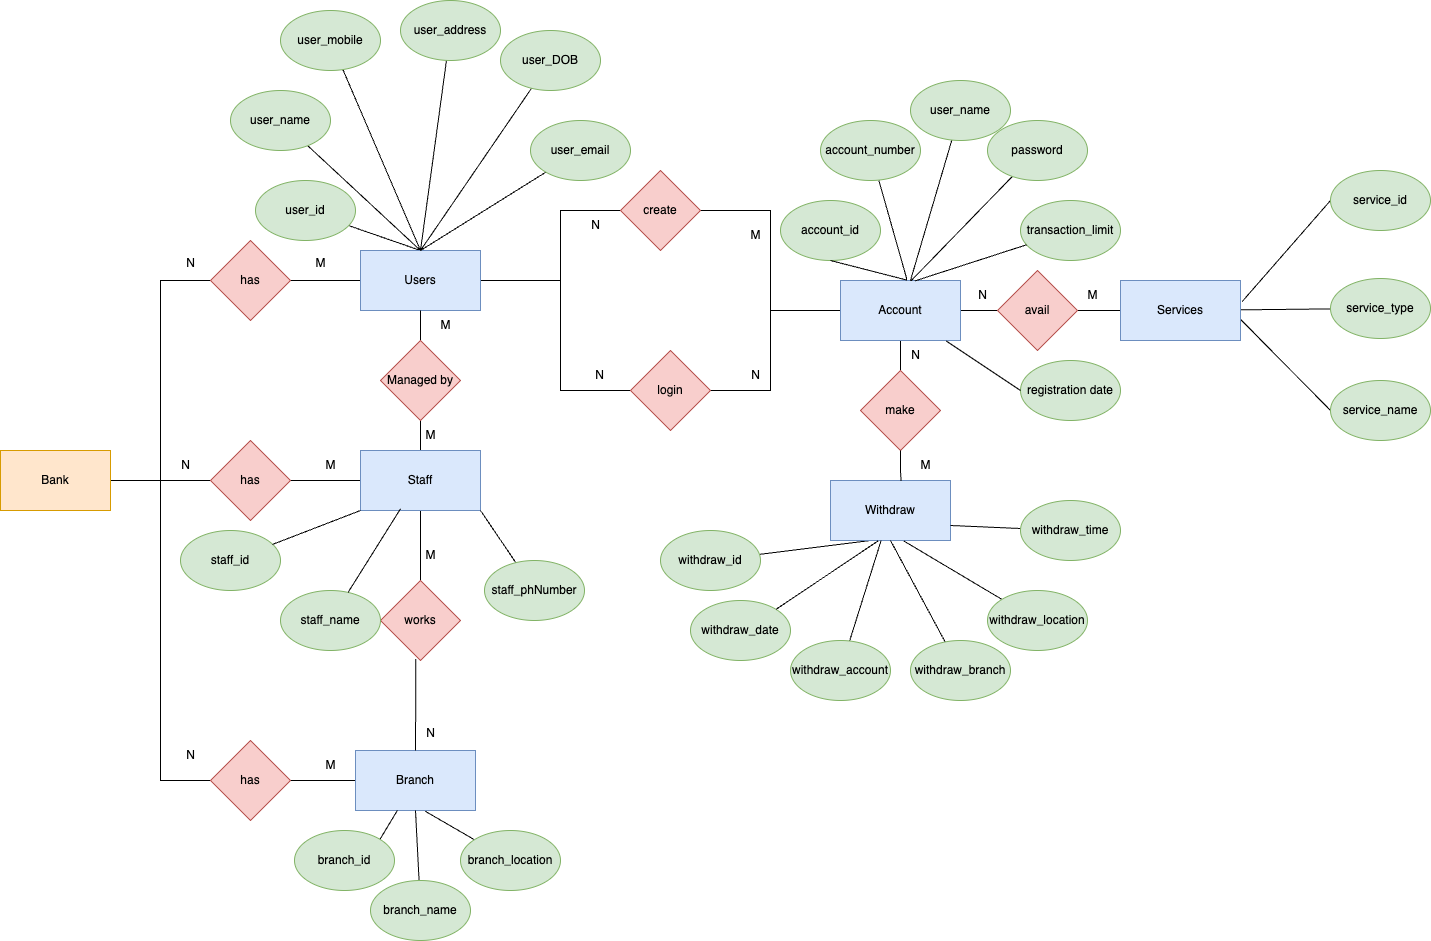 user_address
user_mobile
user_DOB
user_name
user_email
user_id
user_name
account_number
password
account_id
transaction_limit
service_id
create
N
M
N
has
M
Users
Account
N
avail
M
Services
service_type
M
N
Managed by
N
login
N
registration date
make
service_name
M
M
Bank
N
has
M
Staff
Withdraw
withdraw_time
staff_id
M
staff_phNumber
withdraw_id
staff_name
works
withdraw_date
withdraw_location
withdraw_account
withdraw_branch
N
N
has
M
Branch
branch_id
branch_location
branch_name